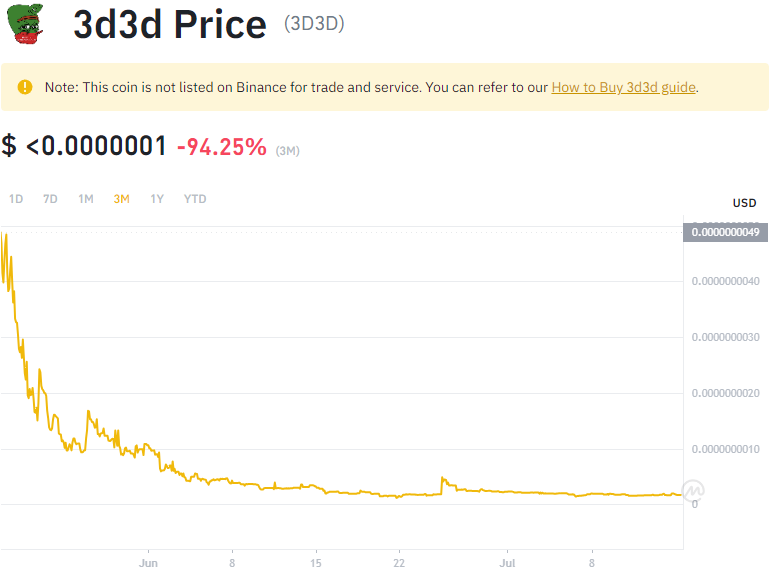 3d3d Price (3D3D)
Note: This coin is not listed on Binance for trade and service. You can refer to our How to Buy 3d3d guide.
$ <0.0000001 -94.25% (3M)
1D 7D 1M 3M 1Y YTD
USD
0.0000000049
0.0000000040
0.0000000030
0.0000000020
0.0000000010
0
Jun 8 15 22 Jul 8